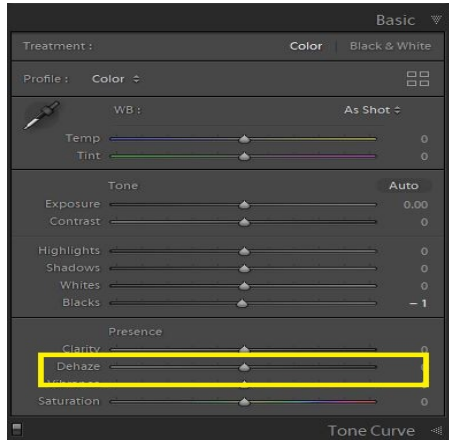 Basic
Treatment : Color Black & White
Profile : Color
WB : As Shot
Temp 0
Tint 0
Tone Auto
Exposure 0.00
Contrast 0
Highlights 0
Shadows 0
Whites 0
Blacks – 1
Presence
Clarity 0
Dehaze
Vibrance
Saturation 0
Tone Curve